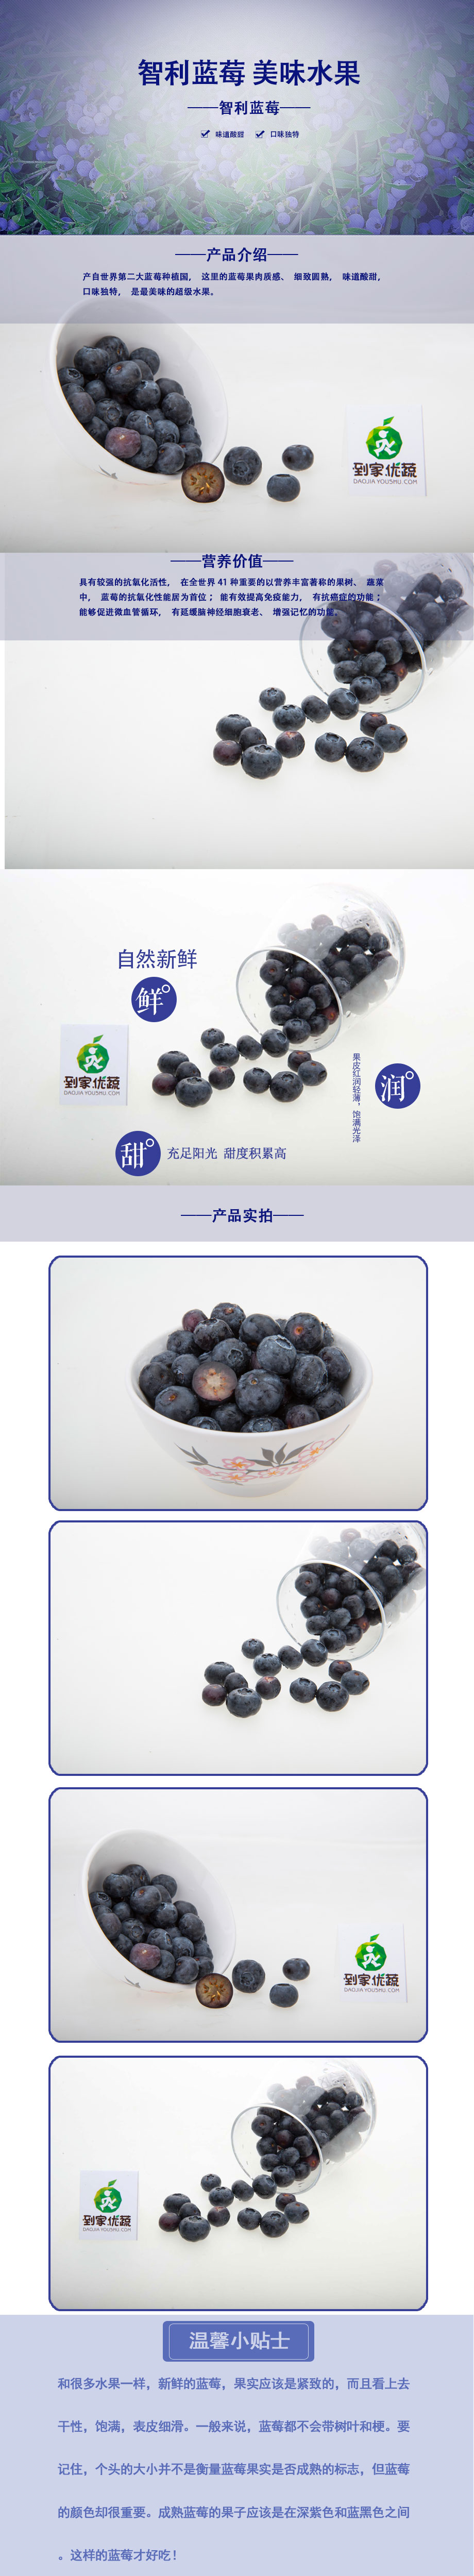 智利蓝莓 美味水果
——智利蓝莓——
味道酸甜 口味独特
——产品介绍——
产自世界第二大蓝莓种植国， 这里的蓝莓果肉质感、 细致圆熟， 味道酸甜，
口味独特， 是最美味的超级水果。
到家优蔬
DAOJIA YOUSHU.COM
——营养价值——
具有较强的抗氧化活性， 在全世界 41 种重要的以营养丰富著称的果树、 蔬菜
中， 蓝莓的抗氧化性能居为首位； 能有效提高免疫能力， 有抗癌症的功能；
能够促进微血管循环， 有延缓脑神经细胞衰老、 增强记忆的功能。
自然新鲜
鲜
到家优蔬
DAOJIA YOUSHU.COM
果皮红润轻薄，饱满光泽
润
甜
充足阳光 甜度积累高
——产品实拍——
到家优蔬
DAOJIA YOUSHU.COM
到家优蔬
DAOJIA YOUSHU.COM
温馨小贴士
和很多水果一样，新鲜的蓝莓，果实应该是紧致的，而且看上去
干性，饱满，表皮细滑。一般来说，蓝莓都不会带树叶和梗。要
记住，个头的大小并不是衡量蓝莓果实是否成熟的标志，但蓝莓
的颜色却很重要。成熟蓝莓的果子应该是在深紫色和蓝黑色之间
。这样的蓝莓才好吃！